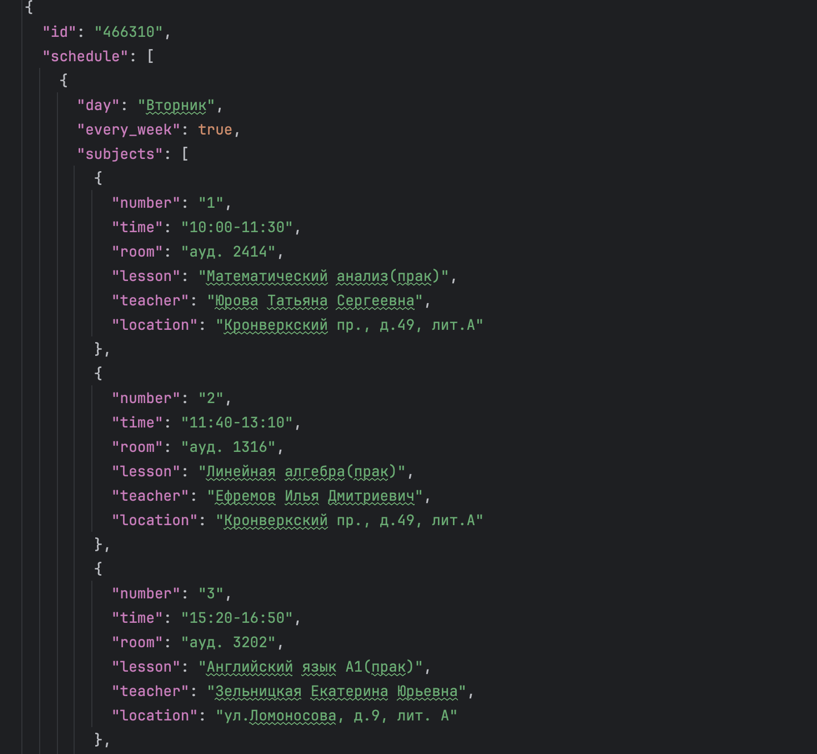 {
"id": "466310",
"schedule": [
{
"day": "Вторник",
"every_week": true,
"subjects": [
{
"number": "1",
"time": "10:00-11:30",
"room": "ауд. 2414",
"lesson": "Математический анализ(прак)",
"teacher": "Юрова Татьяна Сергеевна",
"location": "Кронверкский пр., д.49, лит.А"
},
{
"number": "2",
"time": "11:40-13:10",
"room": "ауд. 1316",
"lesson": "Линейная алгебра(прак)",
"teacher": "Ефремов Илья Дмитриевич",
"location": "Кронверкский пр., д.49, лит.А"
},
{
"number": "3",
"time": "15:20-16:50",
"room": "ауд. 3202",
"lesson": "Английский язык А1(прак)",
"teacher": "Зельницкая Екатерина Юрьевна",
"location": "ул.Ломоносова, д.9, лит. А"
},